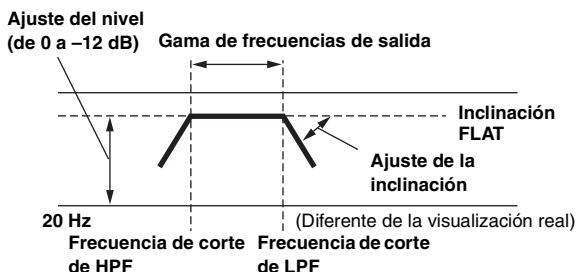 Ajuste del nivel
(de 0 a –12 dB)
Gama de frecuencias de salida
Inclinación
FLAT
Ajuste de la
inclinación
20 Hz
(Diferente de la visualización real)
Frecuencia de corte
de HPF
Frecuencia de corte
de LPF